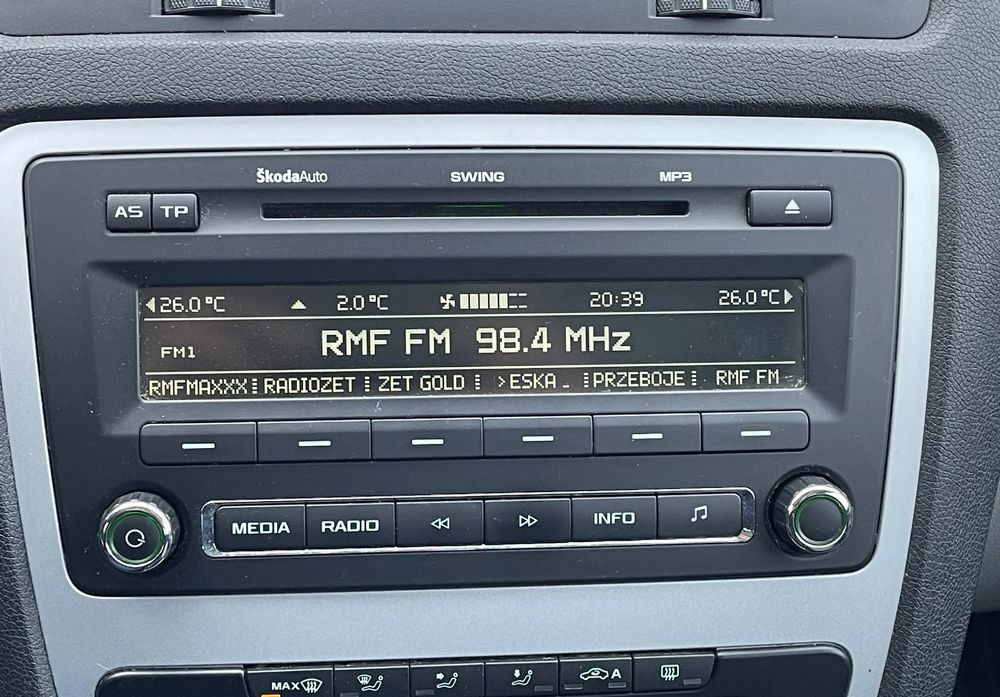 ŠkodaAuto SWING MP3
AS TP
26.0°C 2.0°C 20:39 26.0°C
RMF FM 98.4 MHz
FM1
RMFMAXXX RADIOZET ZET GOLD >ESKA_ PRZEBOJE RMF FM
MEDIA RADIO INFO
MAX A